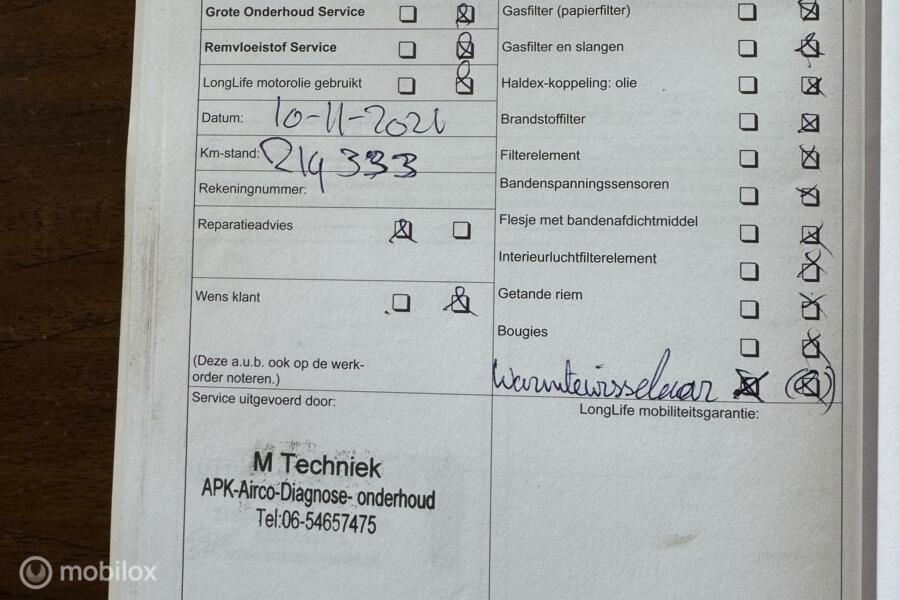 Grote Onderhoud Service
Remvloeistof Service
LongLife motorolie gebruikt
Datum: 10-11-2021
Km-stand: 214 333
Rekeningnummer:
Reparatieadvies
Wens klant
(Deze a.u.b. ook op de werk-
order noteren.)
Gasfilter (papierfilter)
Gasfilter en slangen
Haldex-koppeling: olie
Brandstoffilter
Filterelement
Bandenspanningssensoren
Flesje met bandenafdichtmiddel
Interieurluchtfilterelement
Getande riem
Bougies
Warmtewisselaar
Service uitgevoerd door:
M Techniek
APK-Airco-Diagnose- onderhoud
Tel:06-54657475
LongLife mobiliteitsgarantie:
mobilox